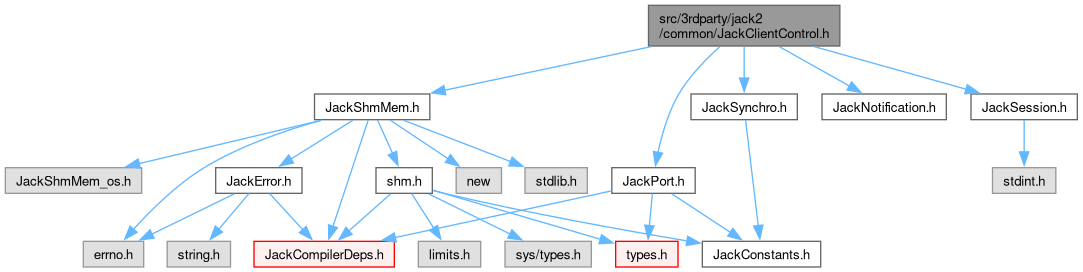 src/3rdparty/jack2
/common/JackClientControl.h
JackShmMem.h
JackSynchro.h
JackNotification.h
JackSession.h
JackShmMem_os.h
JackError.h
shm.h
new
stdlib.h
JackPort.h
stdint.h
errno.h
string.h
JackCompilerDeps.h
limits.h
sys/types.h
types.h
JackConstants.h